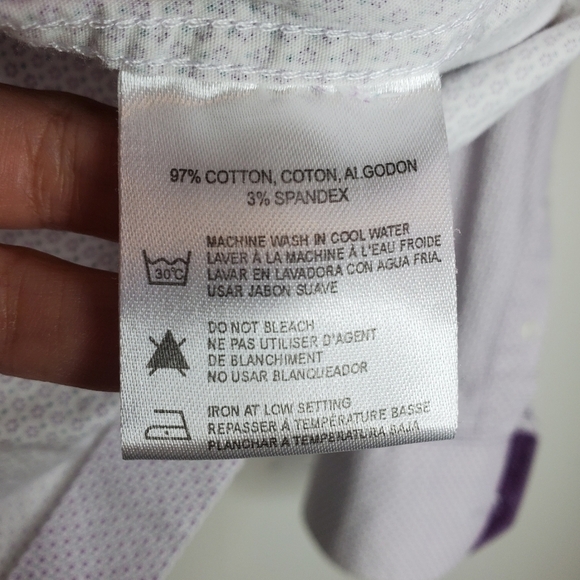 97% COTTON, COTON, ALGODON
3% SPANDEX
MACHINE WASH IN COOL WATER
LAVER À LA MACHINE À L'EAU FROIDE
LAVAR EN LAVADORA CON AGUA FRIA.
USAR JABON SUAVE
30°C
DO NOT BLEACH
NE PAS UTILISER D'AGENT
DE BLANCHIMENT
NO USAR BLANQUEADOR
IRON AT LOW SETTING
REPASSER À TEMPÉRATURE BASSE
PLANCHAR A TEMPERATURA BAJA